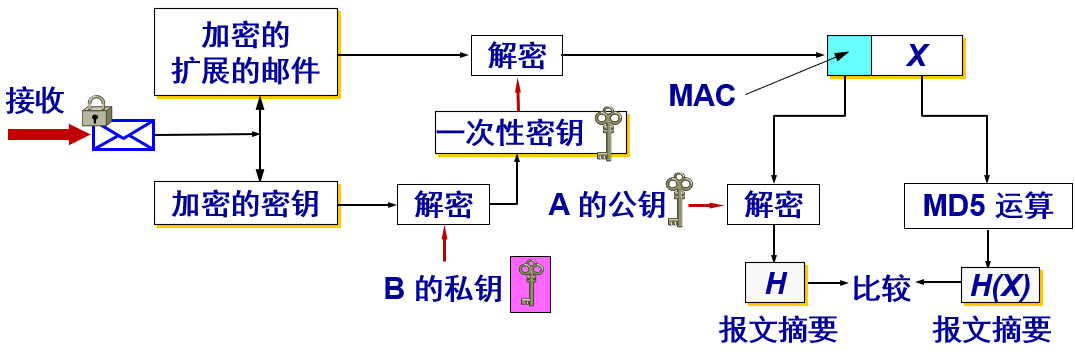 加密的
扩展的邮件
解密
X
MAC
接收
一次性密钥
加密的密钥
解密
A 的公钥
解密
MD5 运算
B 的私钥
H
比较
H(X)
报文摘要
报文摘要